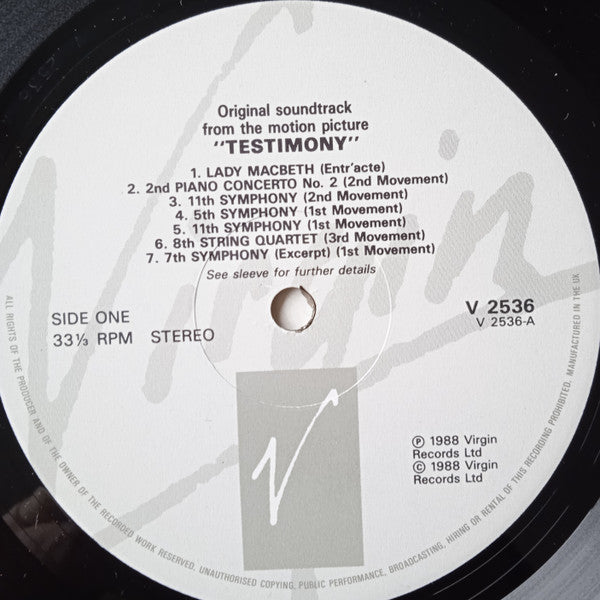 Original soundtrack
from the motion picture
"TESTIMONY"
1. LADY MACBETH (Entr'acte)
2. 2nd PIANO CONCERTO No. 2 (2nd Movement)
3. 11th SYMPHONY (2nd Movement)
4. 5th SYMPHONY (1st Movement)
5. 11th SYMPHONY (1st Movement)
6. 8th STRING QUARTET (3rd Movement)
7. 7th SYMPHONY (Excerpt) (1st Movement)
See sleeve for further details
SIDE ONE
33⅓ RPM STEREO
V 2536
V 2536-A
Virgin
V
℗ 1988 Virgin
Records Ltd
© 1988 Virgin
Records Ltd
ALL RIGHTS OF THE PRODUCER AND OF THE OWNER OF THE RECORDED WORK RESERVED. UNAUTHORISED COPYING, PUBLIC PERFORMANCE, BROADCASTING, HIRING OR RENTAL OF THIS RECORDING PROHIBITED. MANUFACTURED IN THE UK